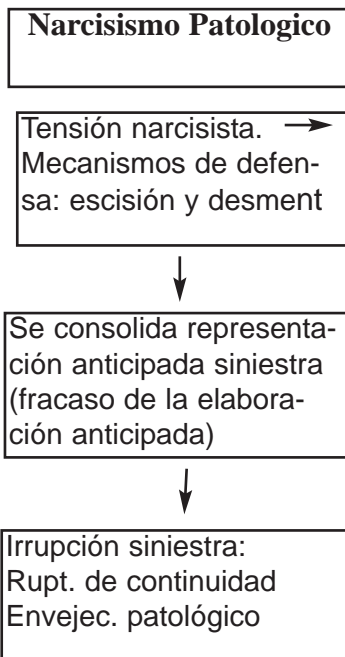 Narcisismo Patologico
Tensión narcisista.
Mecanismos de defen-
sa: escisión y desment
Se consolida representa-
ción anticipada siniestra
(fracaso de la elabora-
ción anticipada)
Irrupción siniestra:
Rupt. de continuidad
Envejec. patológico